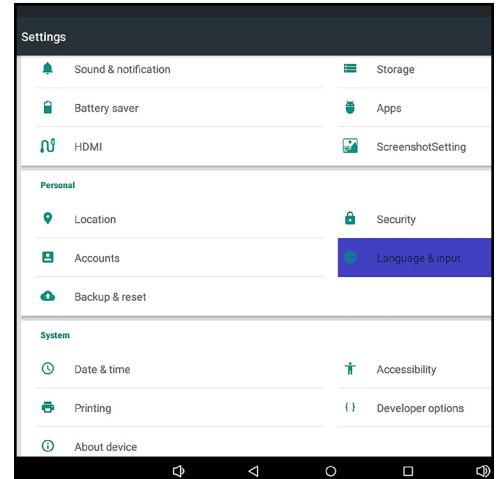 Settings
Sound & notification Storage
Battery saver Apps
HDMI ScreenshotSetting
Personal
Location Security
Accounts Language & input
Backup & reset
System
Date & time Accessibility
Printing { } Developer options
About device